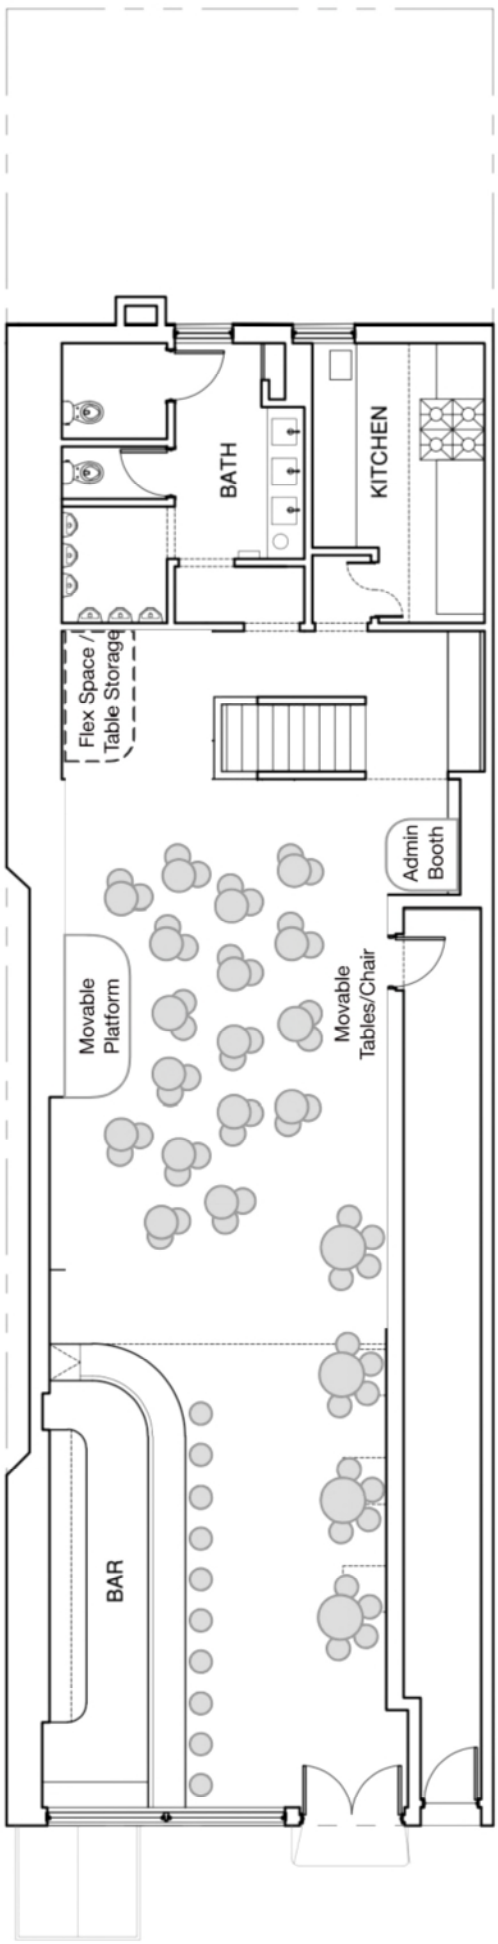 BATH
KITCHEN
Flex Space /
Table Storage
Admin
Booth
Movable
Platform
Movable
Tables/Chair
BAR